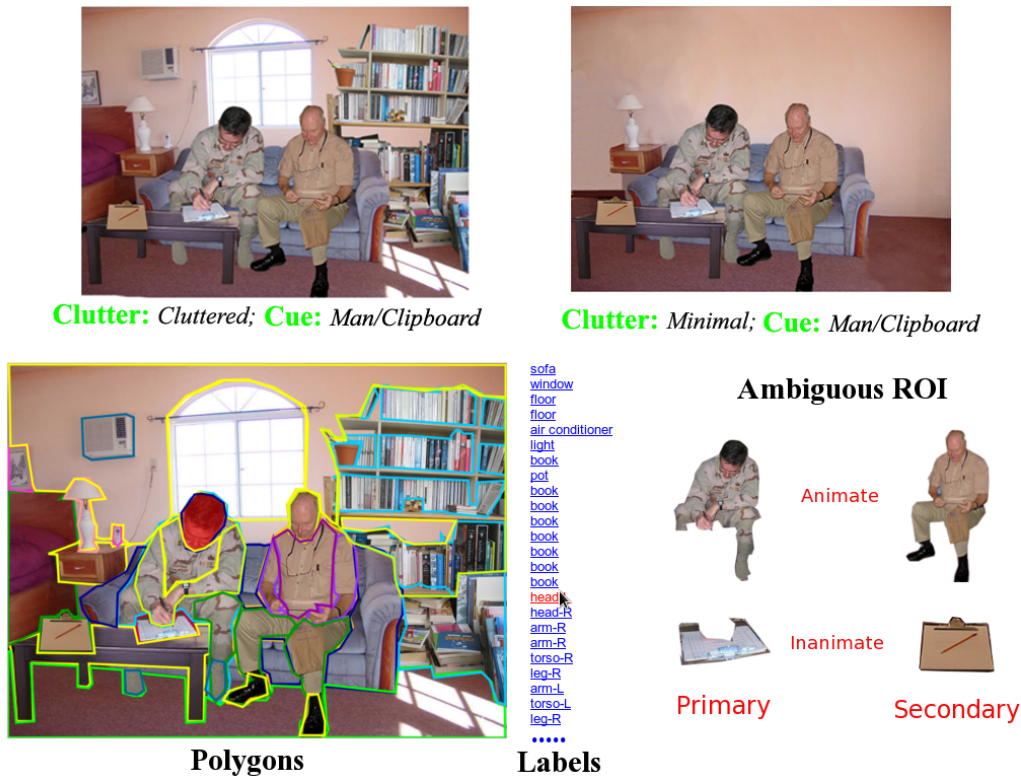 Clutter: Cluttered; Cue: Man/Clipboard
Clutter: Minimal; Cue: Man/Clipboard
sofa
window
floor
floor
air conditioner
light
book
pot
book
book
book
book
book
book
book
head
head-R
arm-R
arm-R
torso-R
leg-R
arm-L
torso-L
leg-R
.....
Polygons
Labels
Ambiguous ROI
Animate
Inanimate
Primary
Secondary